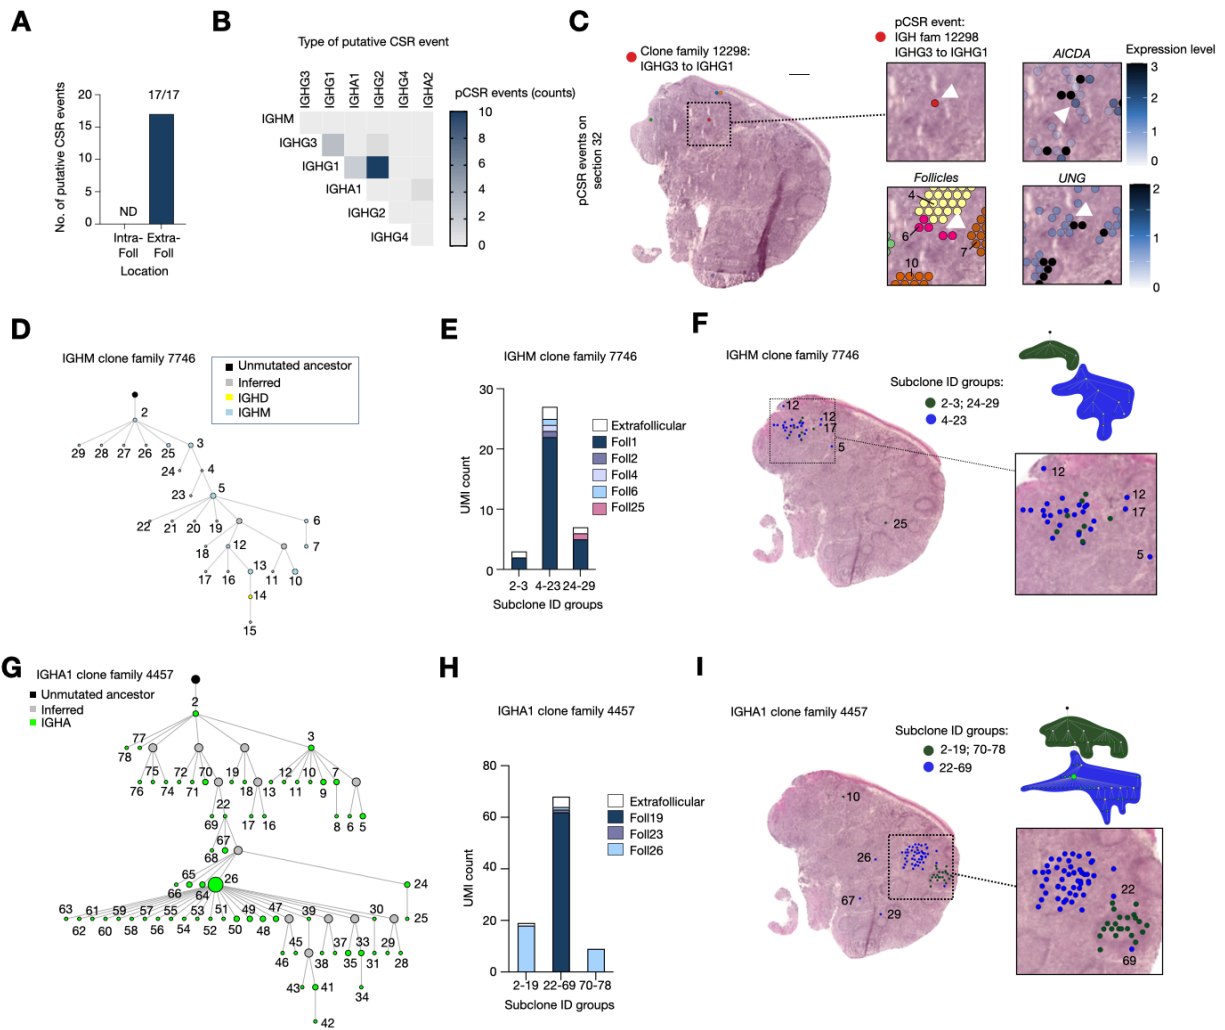 A
No. of putative CSR events
20
15
10
5
0
17/17
ND
Intra-
Foll
Extra-
Foll
Location
B
Type of putative CSR event
IGHG3
IGHG1
IGHA1
IGHG2
IGHG4
IGHA2
IGHM
IGHG3
IGHG1
IGHA1
IGHG2
IGHG4
pCSR events (counts)
10
8
6
4
2
0
C
pCSR events on
section 32
Clone family 12298:
IGHG3 to IGHG1
pCSR event:
IGH fam 12298
IGHG3 to IGHG1
AICDA
Expression level
3
2
1
0
Follicles
4
6
7
10
UNG
2
1
0
D
IGHM clone family 7746
Unmutated ancestor
Inferred
IGHD
IGHM
2
29 28 27 26 25
3
24
4
23
5
22 21 20 19
6
18
12
7
17 16
13
11
10
14
15
E
IGHM clone family 7746
UMI count
30
20
10
0
2-3 4-23 24-29
Subclone ID groups
Extrafollicular
Foll1
Foll2
Foll4
Foll6
Foll25
F
IGHM clone family 7746
Subclone ID groups:
2-3; 24-29
4-23
12
12
17
5
25
12
12
17
5
G
IGHA1 clone family 4457
Unmutated ancestor
Inferred
IGHA
2
77
78
3
75
72
70
19
12
10
7
76
74
71
18
13
11
9
22
69
17
16
8
6
5
67
68
65
66
64
26
24
63
61
59
57
55
53
51
49
47
39
30
25
62
60
58
56
54
52
50
48
45
37
33
29
46
38
35
31
28
43
41
34
42
H
IGHA1 clone family 4457
UMI count
80
60
40
20
0
2-19 22-69 70-78
Subclone ID groups
Extrafollicular
Foll19
Foll23
Foll26
I
IGHA1 clone family 4457
Subclone ID groups:
2-19; 70-78
22-69
10
26
67
29
22
69